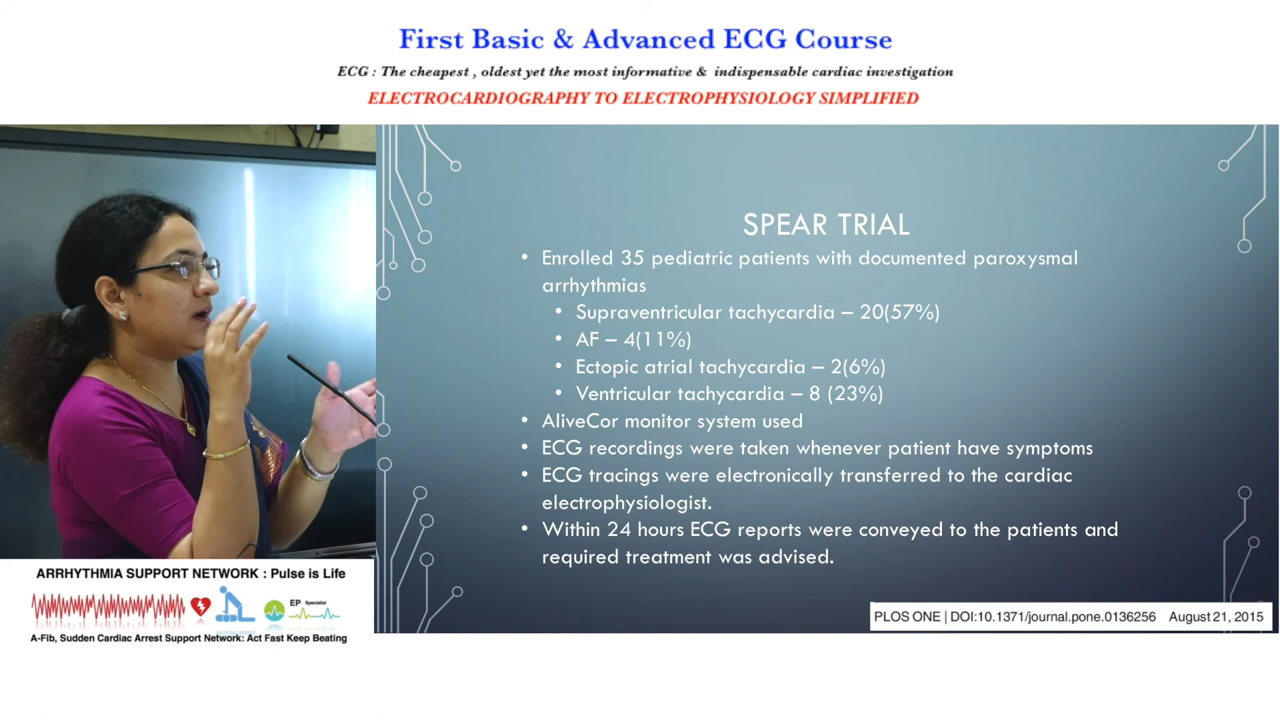 First Basic & Advanced ECG Course
ECG : The cheapest , oldest yet the most informative & indispensable cardiac investigation
ELECTROCARDIOGRAPHY TO ELECTROPHYSIOLOGY SIMPLIFIED
SPEAR TRIAL
• Enrolled 35 pediatric patients with documented paroxysmal
arrhythmias
• Supraventricular tachycardia – 20(57%)
• AF – 4(11%)
• Ectopic atrial tachycardia – 2(6%)
• Ventricular tachycardia – 8 (23%)
• AliveCor monitor system used
• ECG recordings were taken whenever patient have symptoms
• ECG tracings were electronically transferred to the cardiac
electrophysiologist.
• Within 24 hours ECG reports were conveyed to the patients and
required treatment was advised.
PLOS ONE | DOI:10.1371/journal.pone.0136256 August 21, 2015
ARRHYTHMIA SUPPORT NETWORK : Pulse is Life
EP Specialist
A-Fib, Sudden Cardiac Arrest Support Network: Act Fast Keep Beating